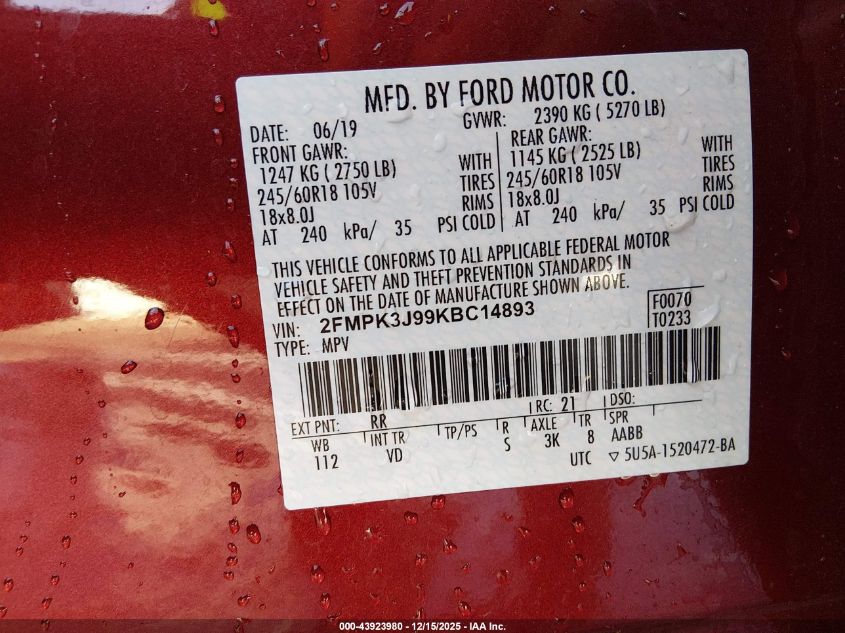 MFD. BY FORD MOTOR CO.
DATE: 06/19 GVWR: 2390 KG ( 5270 LB)
FRONT GAWR: REAR GAWR:
1247 KG ( 2750 LB) WITH 1145 KG ( 2525 LB) WITH
245/60R18 105V TIRES 245/60R18 105V TIRES
18x8.0J RIMS 18x8.0J RIMS
AT 240 kPa/ 35 PSI COLD AT 240 kPa/ 35 PSI COLD
THIS VEHICLE CONFORMS TO ALL APPLICABLE FEDERAL MOTOR
VEHICLE SAFETY AND THEFT PREVENTION STANDARDS IN
EFFECT ON THE DATE OF MANUFACTURE SHOWN ABOVE.
VIN: 2FMPK3J99KBC14893 F0070
TYPE: MPV T0233
EXT PNT: RR RC: 21 DSO:
WB INT TR TP/PS R AXLE TR SPR
112 VD S 3K 8 AABB
UTC ▽ 5U5A-1520472-BA
000-43923980 - 12/15/2025 - IAA Inc.